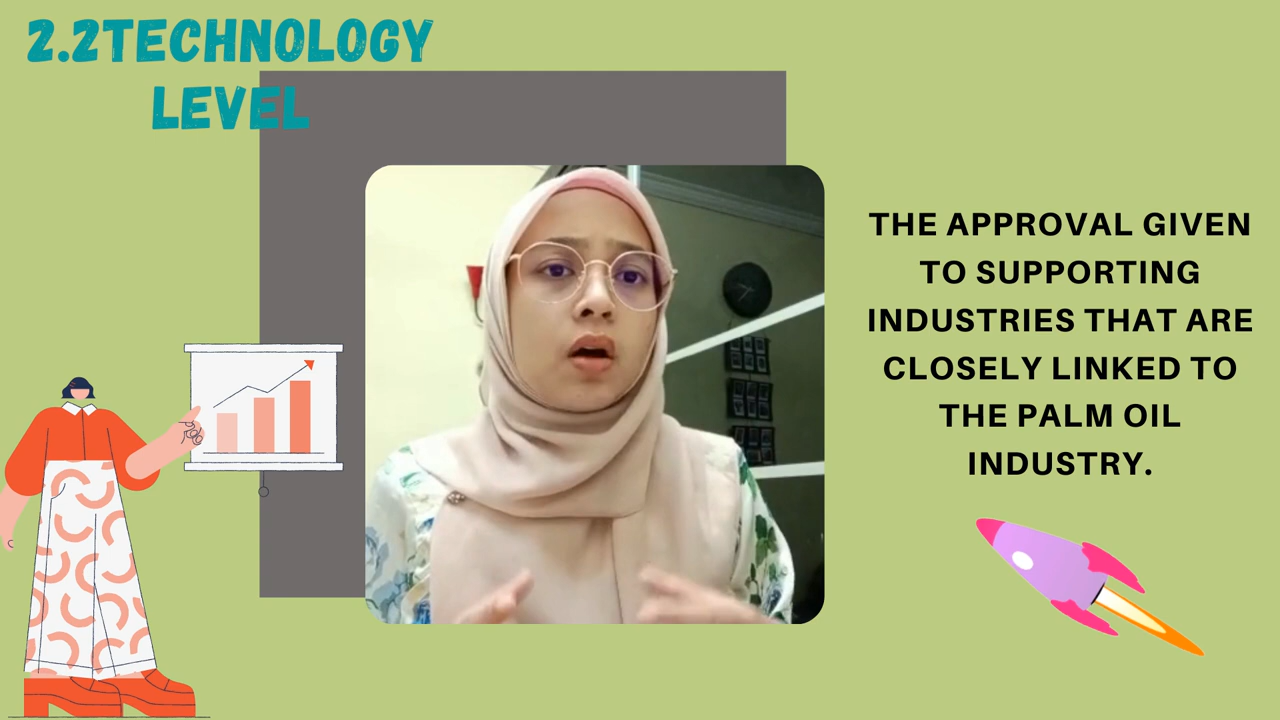 2.2TECHNOLOGY
LEVEL
THE APPROVAL GIVEN
TO SUPPORTING
INDUSTRIES THAT ARE
CLOSELY LINKED TO
THE PALM OIL
INDUSTRY.